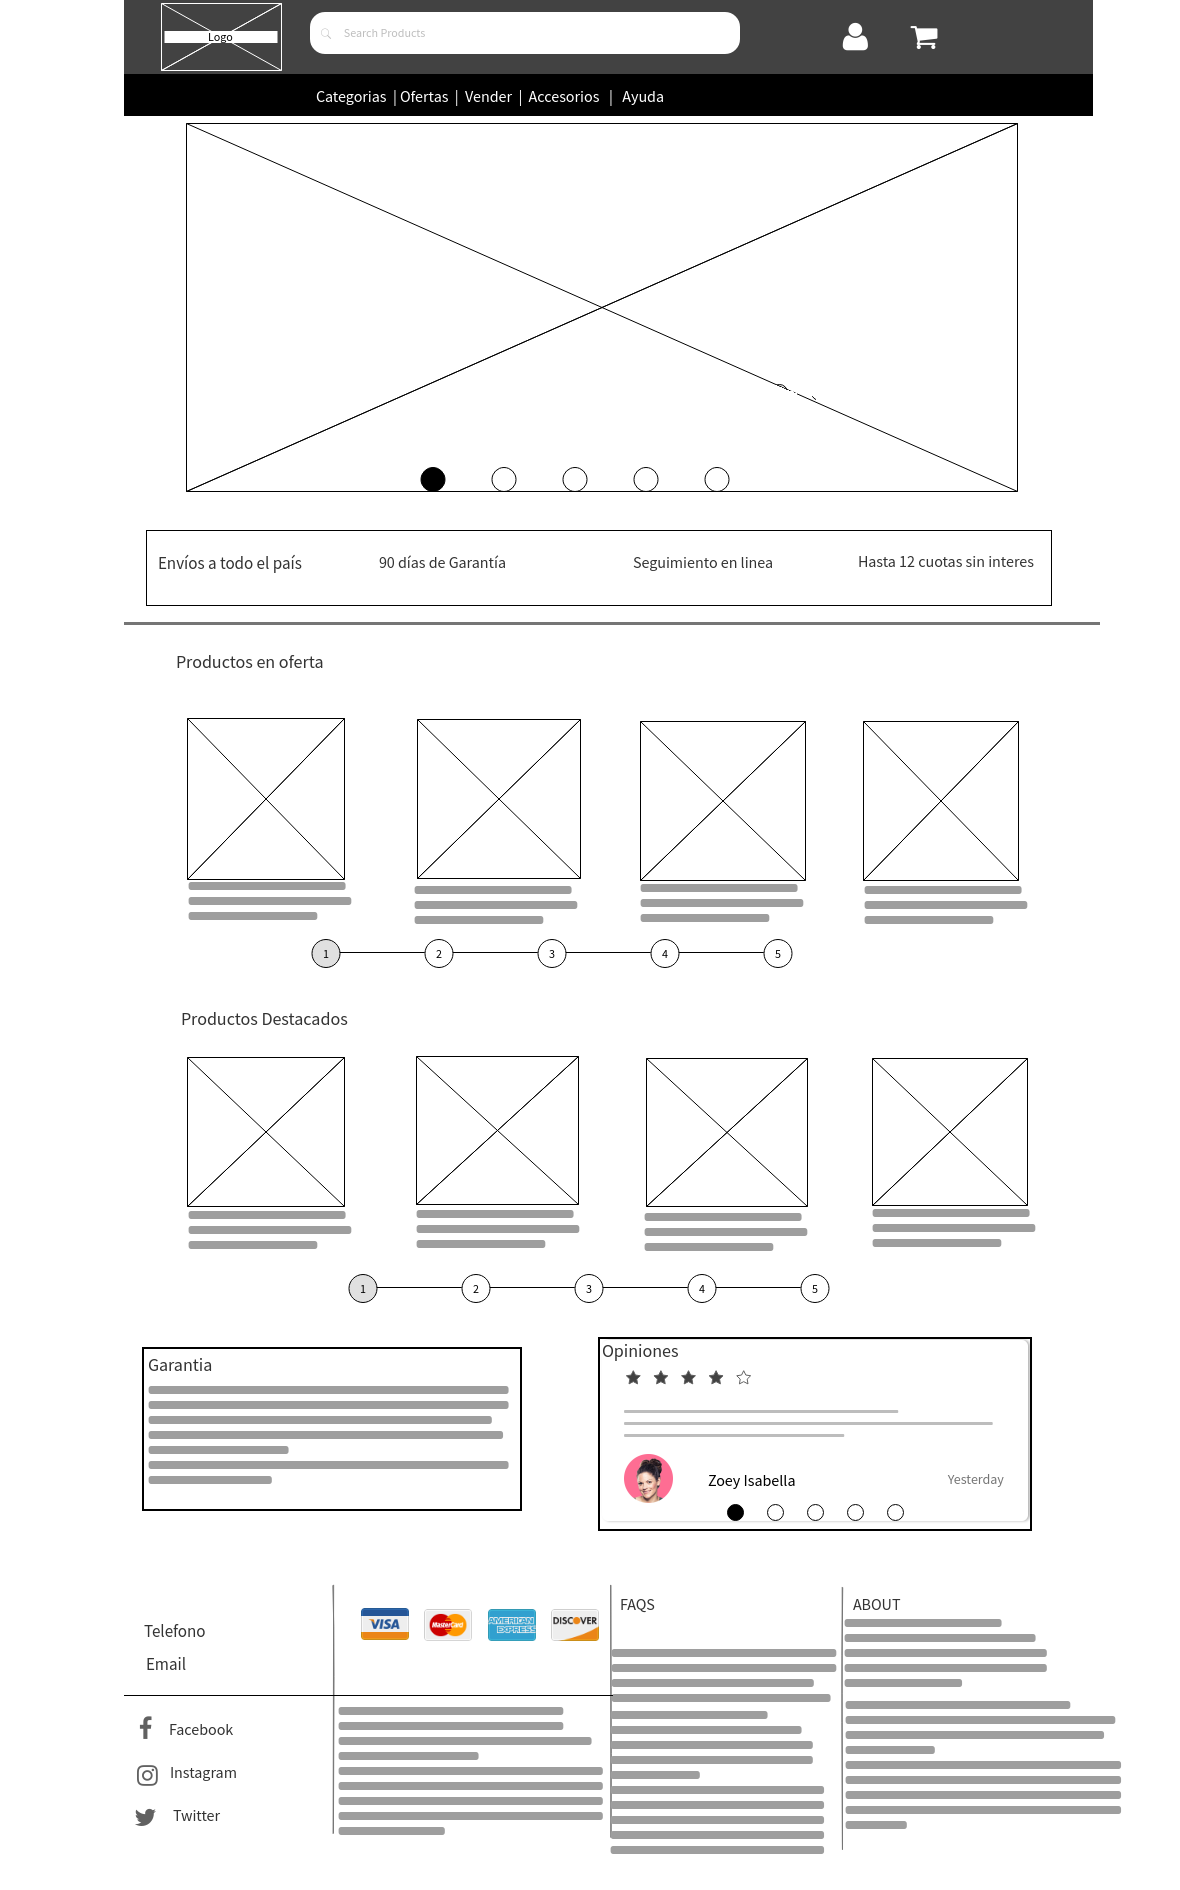 Logo
Search Products
Categorias | Ofertas | Vender | Accesorios | Ayuda
Envíos a todo el país
90 días de Garantía
Seguimiento en linea
Hasta 12 cuotas sin interes
Productos en oferta
1 2 3 4 5
Productos Destacados
1 2 3 4 5
Garantia
Opiniones
Zoey Isabella
Yesterday
Telefono
Email
Facebook
Instagram
Twitter
VISA
MasterCard
AMERICAN EXPRESS
DISCOVER
FAQS
ABOUT